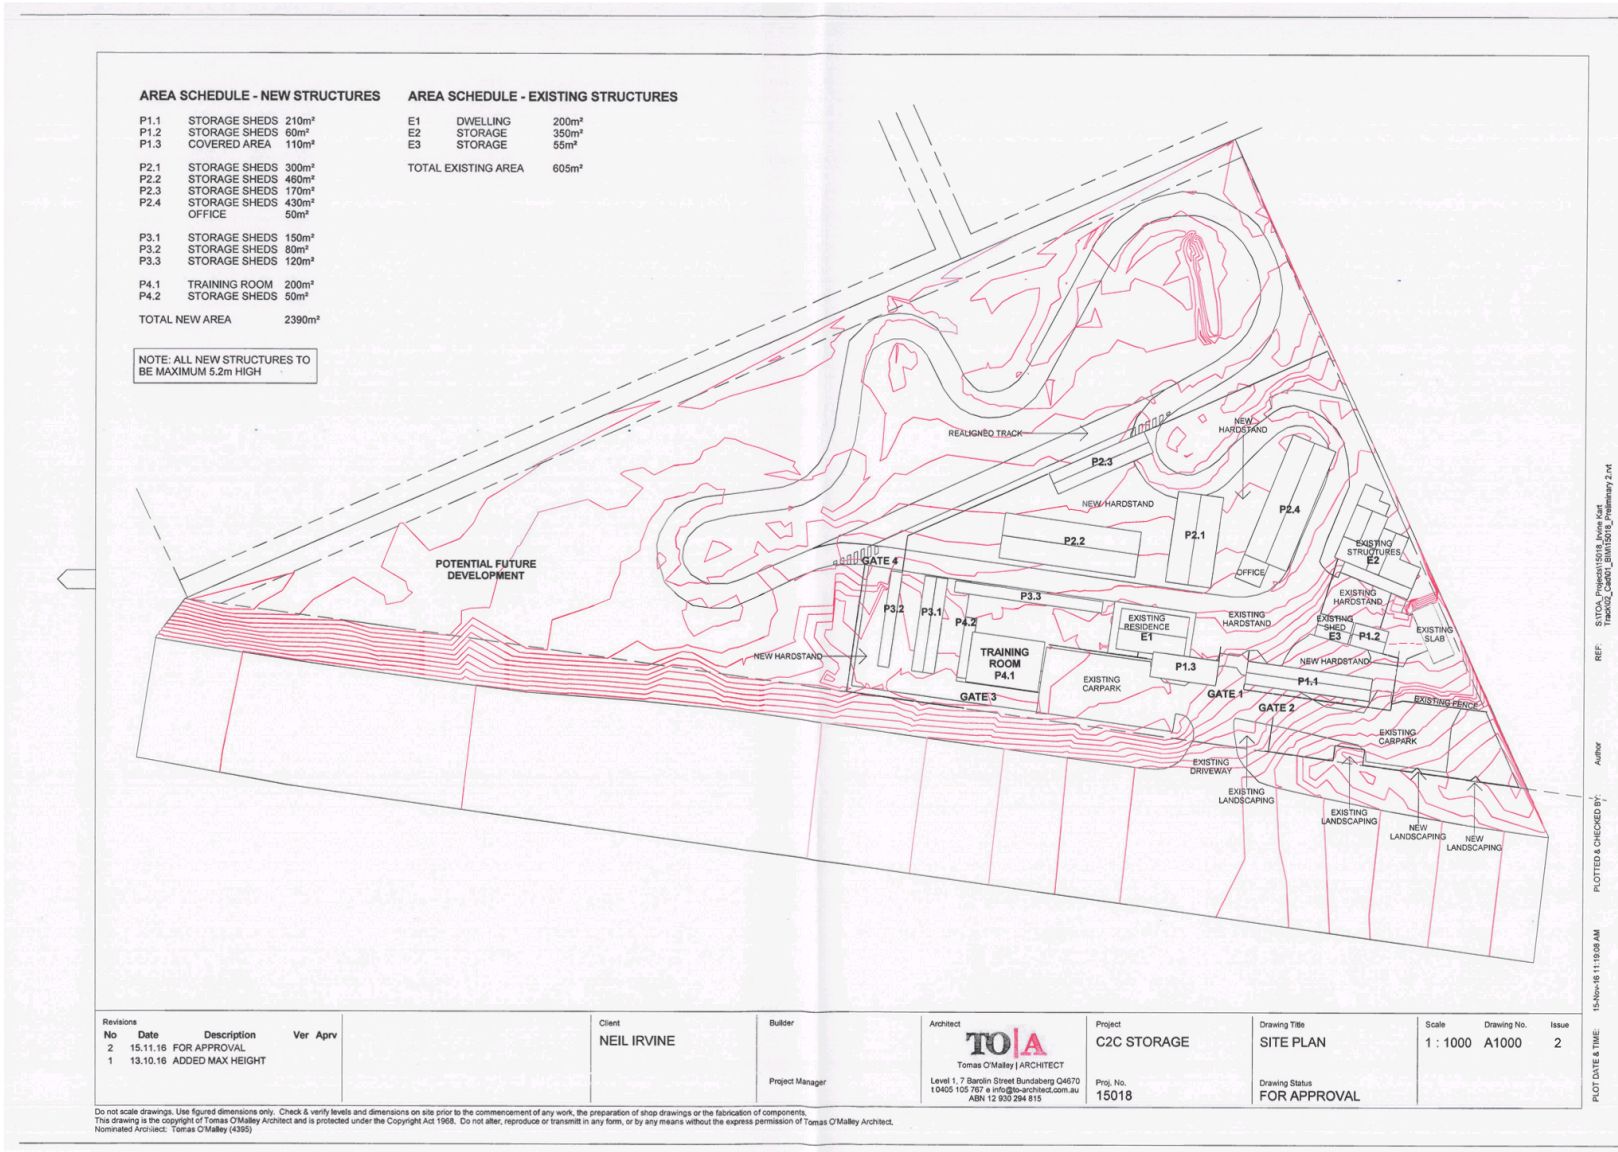 AREA SCHEDULE - NEW STRUCTURES
P1.1 STORAGE SHEDS 210m²
P1.2 STORAGE SHEDS 60m²
P1.3 COVERED AREA 110m²
P2.1 STORAGE SHEDS 300m²
P2.2 STORAGE SHEDS 460m²
P2.3 STORAGE SHEDS 170m²
P2.4 STORAGE SHEDS 430m²
OFFICE 50m²
P3.1 STORAGE SHEDS 150m²
P3.2 STORAGE SHEDS 80m²
P3.3 STORAGE SHEDS 120m²
P4.1 TRAINING ROOM 200m²
P4.2 STORAGE SHEDS 50m²
TOTAL NEW AREA 2390m²
NOTE: ALL NEW STRUCTURES TO
BE MAXIMUM 5.2m HIGH
AREA SCHEDULE - EXISTING STRUCTURES
E1 DWELLING 200m²
E2 STORAGE 350m²
E3 STORAGE 55m²
TOTAL EXISTING AREA 605m²
REALIGNED TRACK
NEW
HARDSTAND
P2.3
NEW HARDSTAND
P2.4
P2.1
P2.2
OFFICE
EXISTING
STRUCTURES
E2
POTENTIAL FUTURE
DEVELOPMENT
GATE 4
P3.3
P3.2
P3.1
P4.2
EXISTING
RESIDENCE
E1
EXISTING
HARDSTAND
EXISTING
HARDSTAND
EXISTING
SHED
E3
P1.2
EXISTING
SLAB
NEW HARDSTAND
TRAINING
ROOM
P4.1
P1.3
NEW HARDSTAND
P1.1
EXISTING
CARPARK
GATE 3
GATE 1
GATE 2
EXISTING FENCE
EXISTING
CARPARK
EXISTING
DRIVEWAY
EXISTING
LANDSCAPING
EXISTING
LANDSCAPING
NEW
LANDSCAPING
NEW
LANDSCAPING
Revisions
No Date Description Ver Aprv
2 15.11.16 FOR APPROVAL
1 13.10.16 ADDED MAX HEIGHT
Client
NEIL IRVINE
Builder
Project Manager
Architect
TO|A
Tomas O'Malley | ARCHITECT
Level 1, 7 Barolin Street Bundaberg Q4670
t 0405 105 767 e info@to-architect.com.au
ABN 12 930 294 815
Project
C2C STORAGE
Proj. No.
15018
Drawing Title
SITE PLAN
Drawing Status
FOR APPROVAL
Scale
1 : 1000
Drawing No.
A1000
Issue
2
Do not scale drawings. Use figured dimensions only. Check & verify levels and dimensions on site prior to the commencement of any work, the preparation of shop drawings or the fabrication of components.
This drawing is the copyright of Tomas O'Malley Architect and is protected under the Copyright Act 1968. Do not alter, reproduce or transmit in any form, or by any means without the express permission of Tomas O'Malley Architect.
Nominated Architect: Tomas O'Malley (4395)
PLOT DATE & TIME: 15-Nov-16 11:19:08 AM
PLOTTED & CHECKED BY: Author
REF: S:\TOA_Projects\15018_Irvine Kart
Track\02_Cad\01_BIM\15018_Preliminary 2.rvt